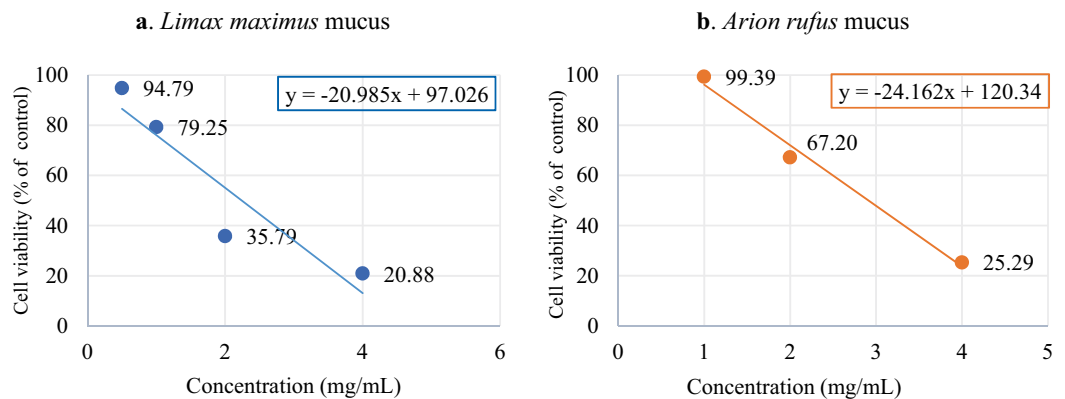 a. Limax maximus mucus
Cell viability (% of control)
100
80
60
40
20
0
94.79
79.25
35.79
20.88
y = -20.985x + 97.026
0 2 4 6
Concentration (mg/mL)
b. Arion rufus mucus
Cell viability (% of control)
100
80
60
40
20
0
99.39
67.20
25.29
y = -24.162x + 120.34
0 1 2 3 4 5
Concentration (mg/mL)